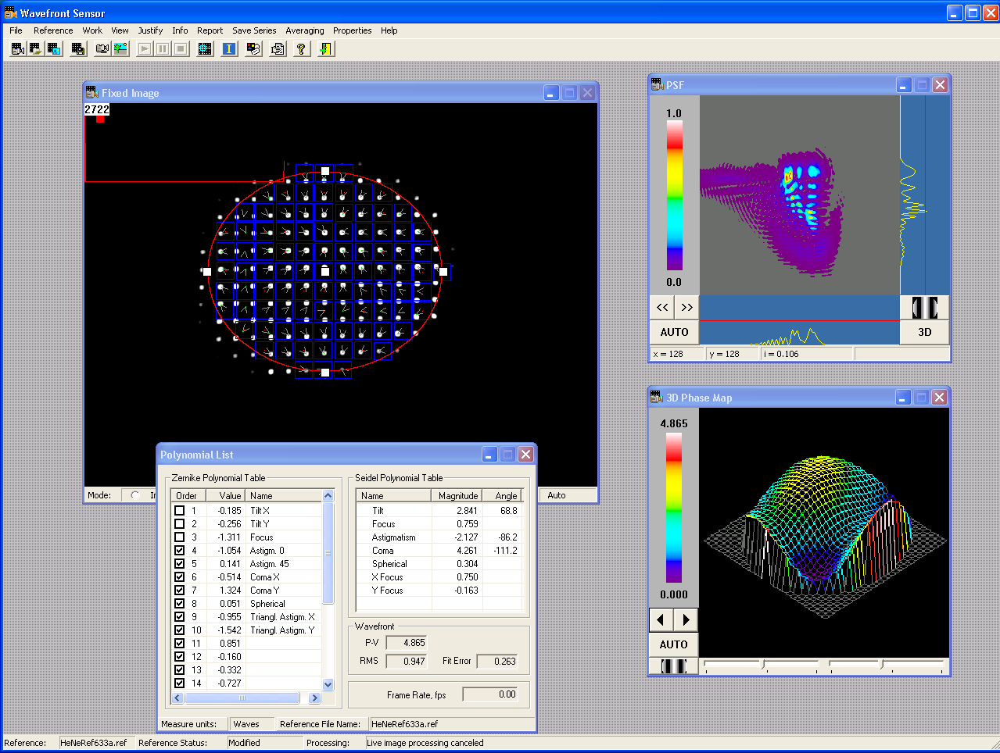 Wavefront Sensor
File Reference Work View Justify Info Report Save Series Averaging Properties Help
Fixed Image
2722
Mode:
Auto
PSF
1.0
0.0
<< >>
AUTO
3D
x = 128 y = 128 i = 0.106
3D Phase Map
4.865
0.000
AUTO
Polynomial List
Zernike Polynomial Table
Order Value Name
1 -0.185 Tilt X
2 -0.256 Tilt Y
3 -1.311 Focus
4 -1.054 Astigm. 0
5 0.141 Astigm. 45
6 -0.514 Coma X
7 1.324 Coma Y
8 0.051 Spherical
9 -0.955 Triangl. Astigm. X
10 -1.542 Triangl. Astigm. Y
11 0.851
12 -0.160
13 -0.332
14 -0.727
Seidel Polynomial Table
Name Magnitude Angle
Tilt 2.841 68.8
Focus 0.759
Astigmatism -2.127 -86.2
Coma 4.261 -111.2
Spherical 0.304
X Focus 0.750
Y Focus -0.163
Wavefront
P-V 4.865
RMS 0.947 Fit Error 0.263
Frame Rate, fps 0.00
Measure units: Waves Reference File Name: HeNeRef633a.ref
Reference: HeNeRef633a.ref Reference Status: Modified Processing: Live image processing canceled